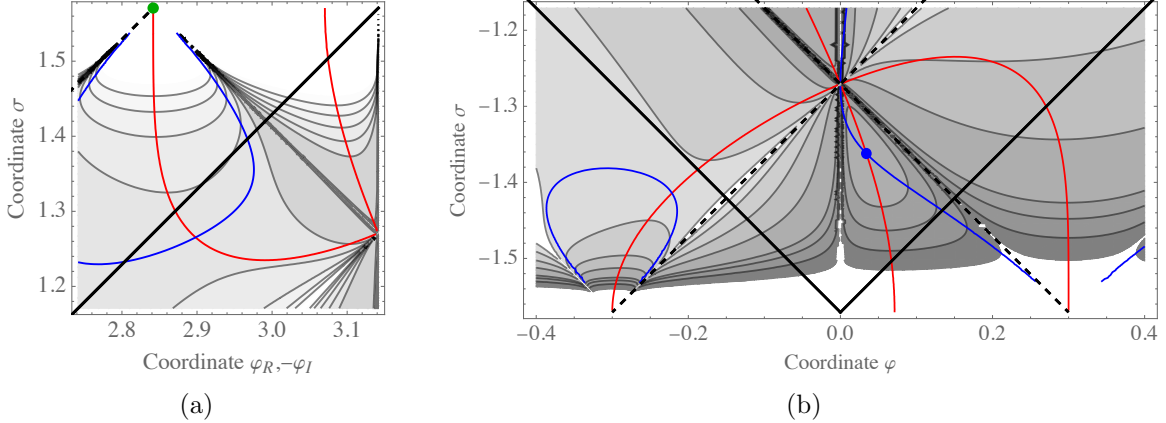 1.5
1.4
1.3
1.2
Coordinate σ
2.8 2.9 3.0 3.1
Coordinate φ_R,−φ_I
(a)
−1.2
−1.3
−1.4
−1.5
Coordinate σ
−0.4 −0.2 0.0 0.2 0.4
Coordinate φ
(b)